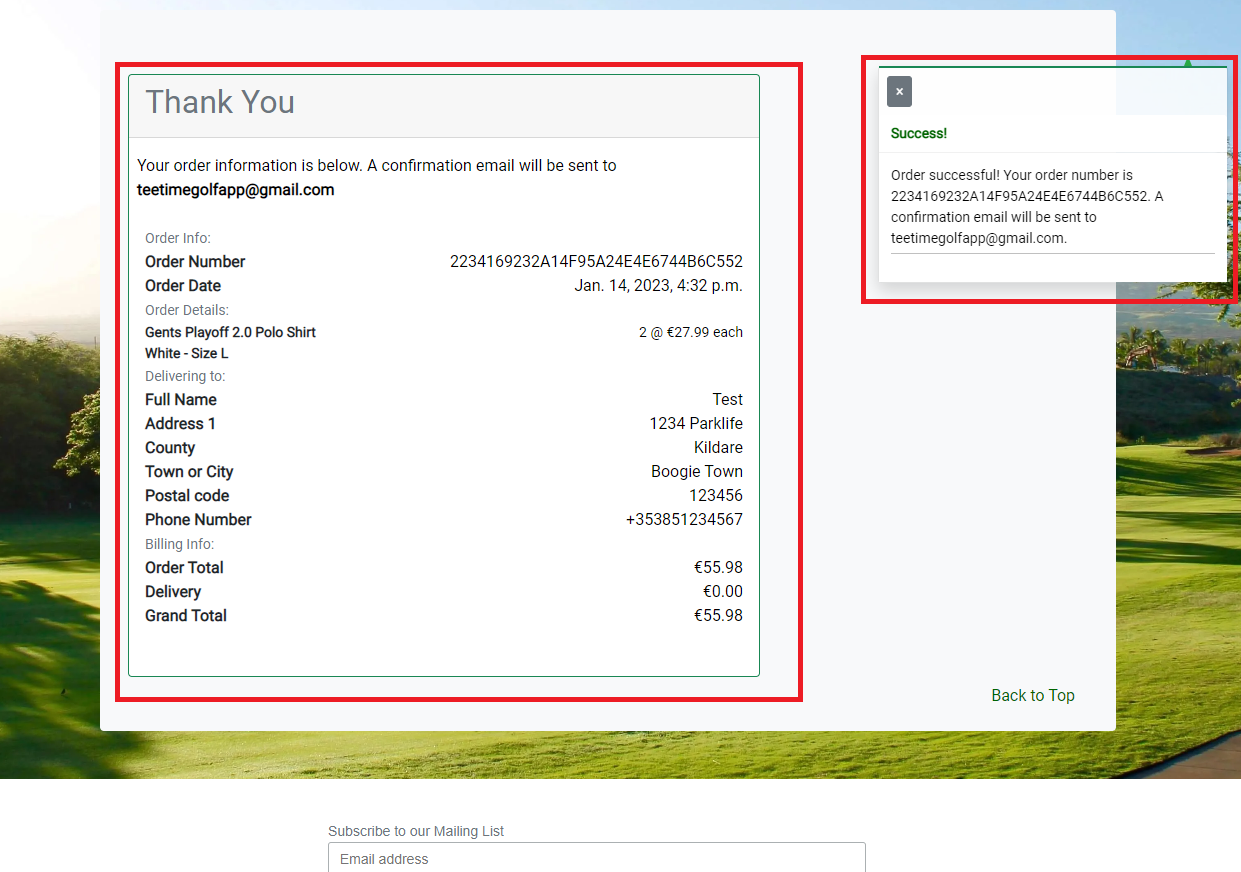 Thank You
Your order information is below. A confirmation email will be sent to
teetimegolfapp@gmail.com
Order Info:
Order Number 2234169232A14F95A24E4E6744B6C552
Order Date Jan. 14, 2023, 4:32 p.m.
Order Details:
Gents Playoff 2.0 Polo Shirt 2 @ €27.99 each
White - Size L
Delivering to:
Full Name Test
Address 1 1234 Parklife
County Kildare
Town or City Boogie Town
Postal code 123456
Phone Number +353851234567
Billing Info:
Order Total €55.98
Delivery €0.00
Grand Total €55.98
×
Success!
Order successful! Your order number is
2234169232A14F95A24E4E6744B6C552. A
confirmation email will be sent to
teetimegolfapp@gmail.com.
Back to Top
Subscribe to our Mailing List
Email address